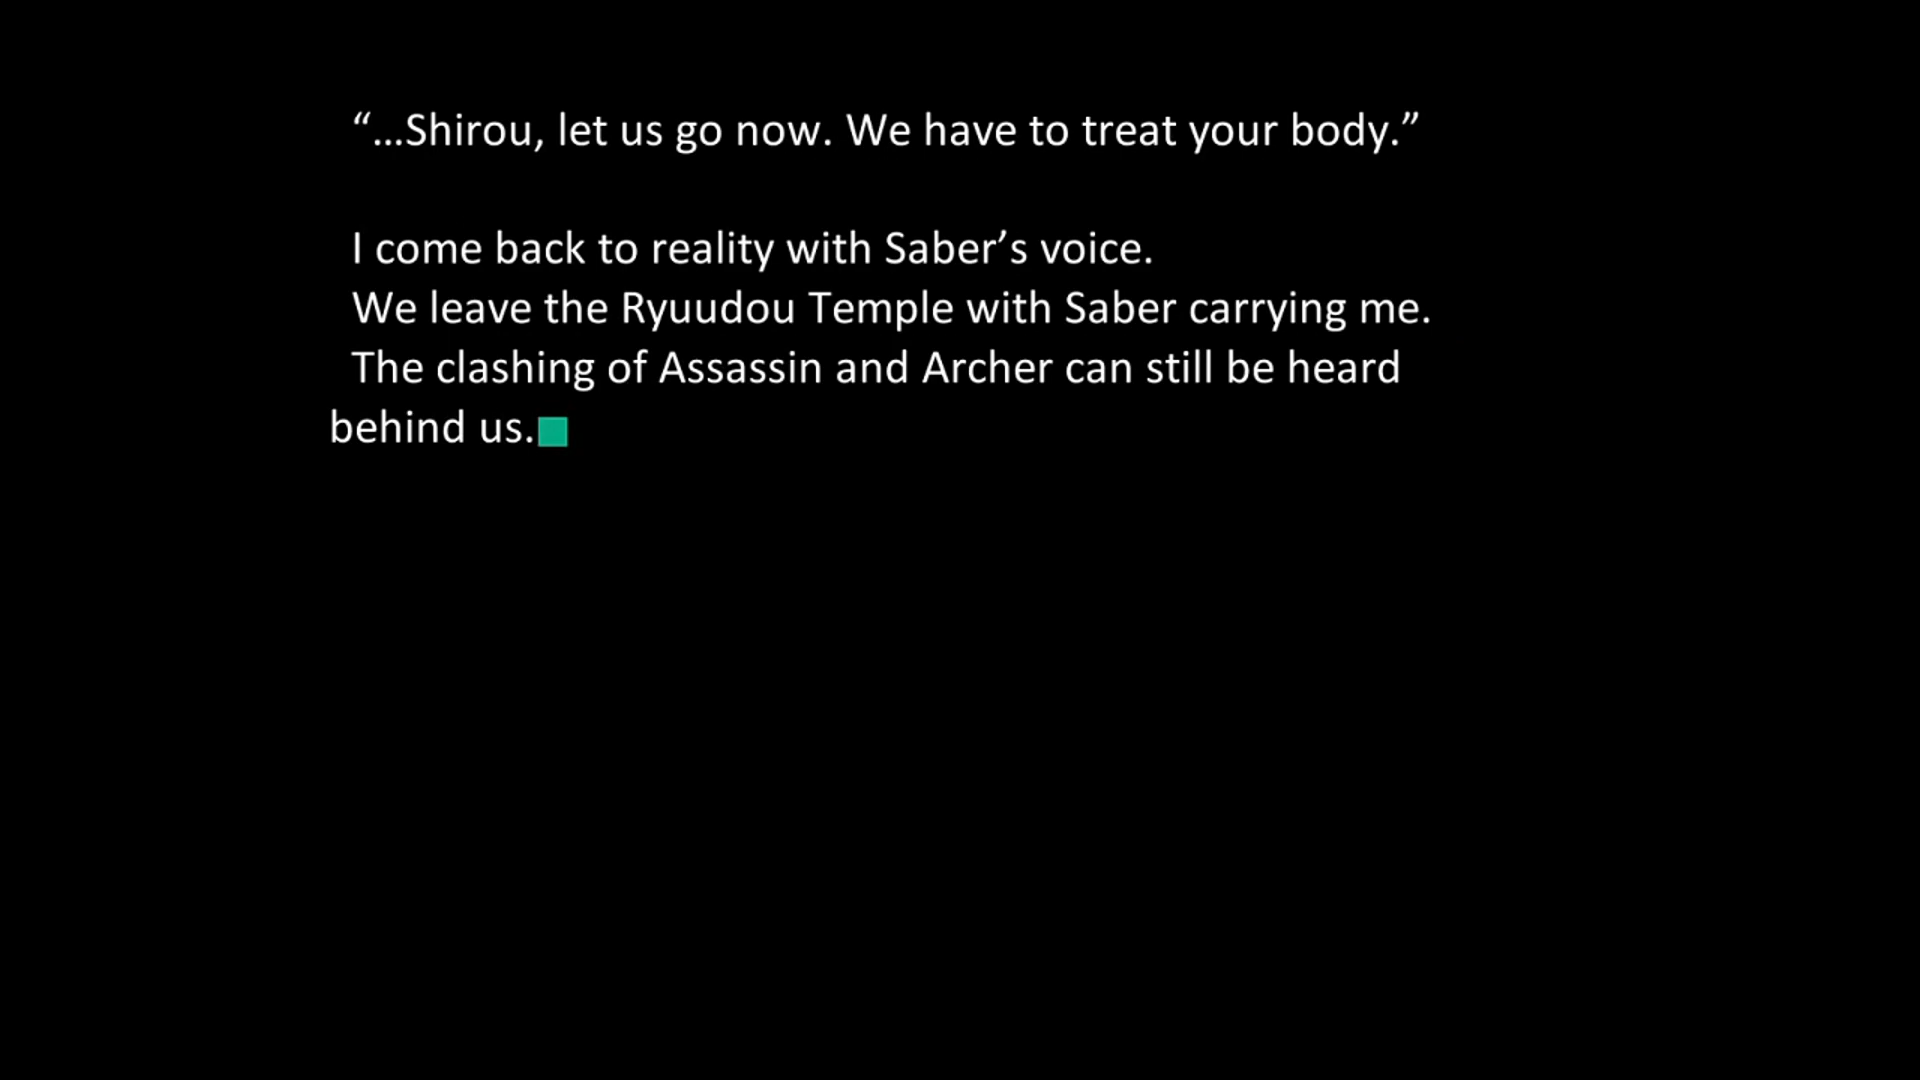 “...Shirou, let us go now. We have to treat your body.”
I come back to reality with Saber’s voice.
We leave the Ryuudou Temple with Saber carrying me.
The clashing of Assassin and Archer can still be heard
behind us.